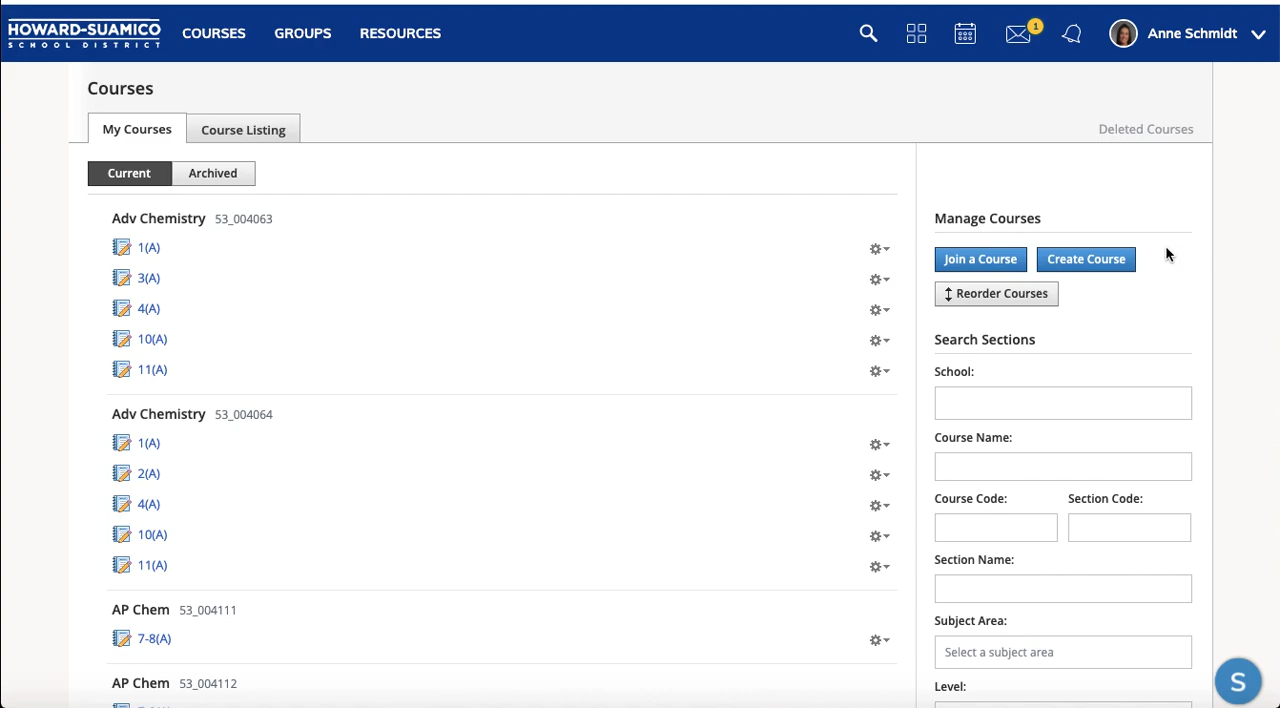 HOWARD-SUAMICO
SCHOOL DISTRICT
COURSES
GROUPS
RESOURCES
1
Anne Schmidt
Courses
My Courses
Course Listing
Deleted Courses
Current
Archived
Adv Chemistry 53_004063
1(A)
3(A)
4(A)
10(A)
11(A)
Adv Chemistry 53_004064
1(A)
2(A)
4(A)
10(A)
11(A)
AP Chem 53_004111
7-8(A)
AP Chem 53_004112
Manage Courses
Join a Course
Create Course
Reorder Courses
Search Sections
School:
Course Name:
Course Code:
Section Code:
Section Name:
Subject Area:
Select a subject area
Level:
S